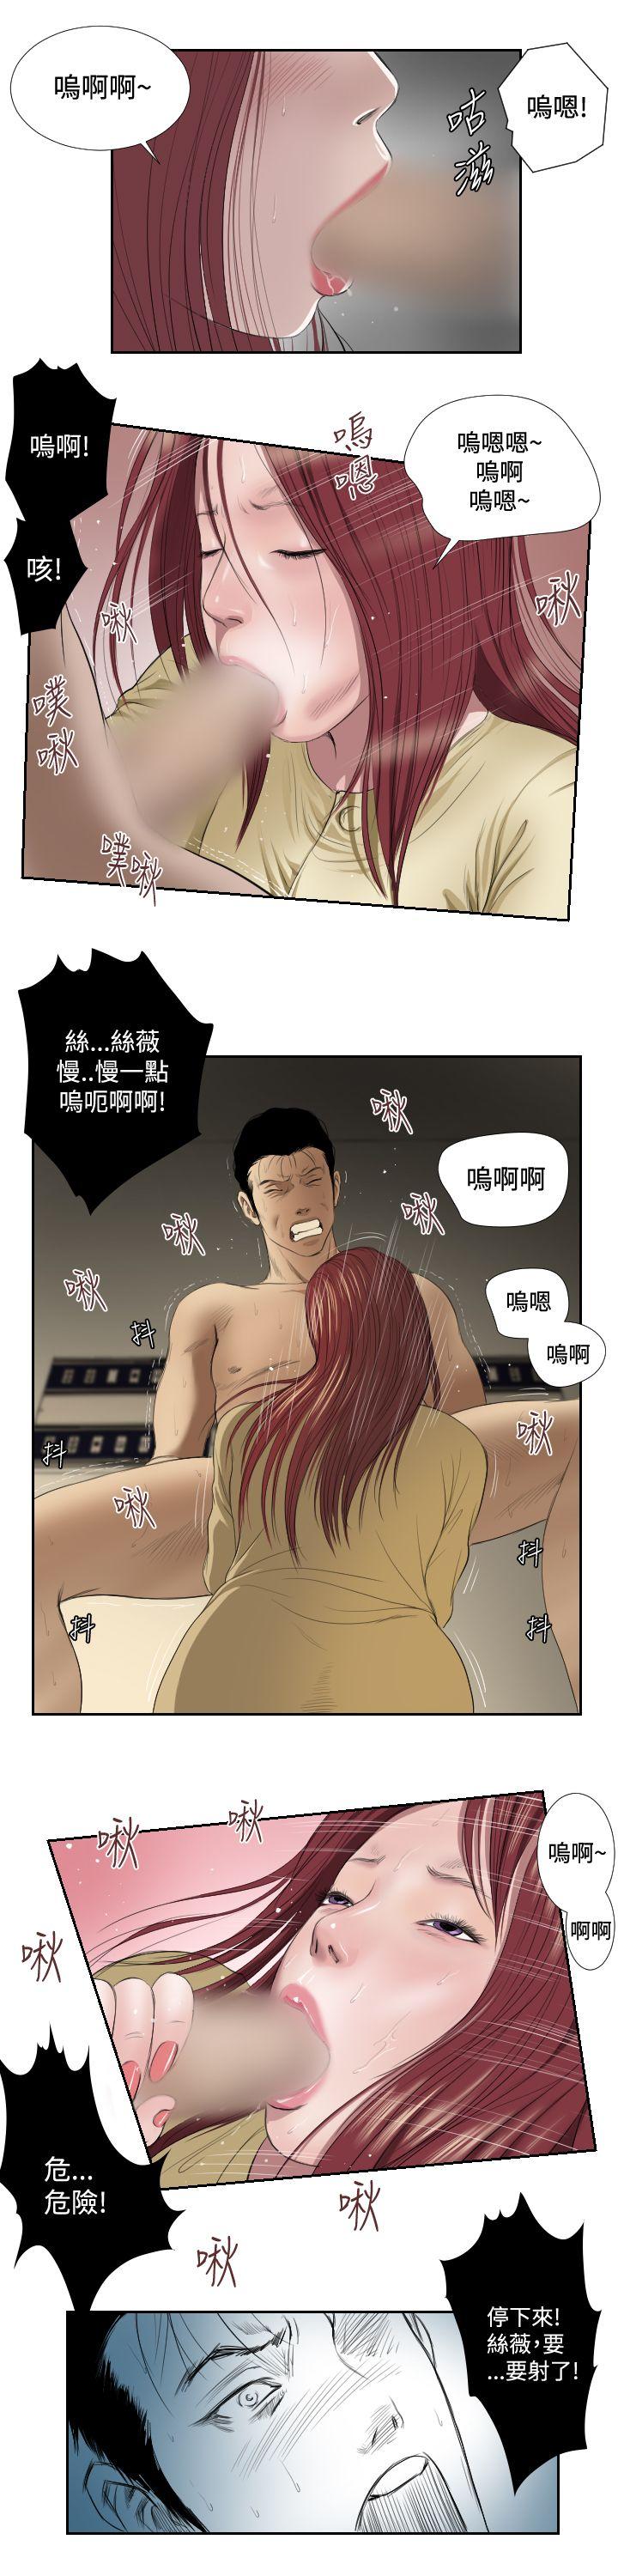 嗚啊啊~
嗚嗯!
咕滋
嗚啊!
咳!
嗚嗯
嗚嗯嗯~
嗚啊
嗚嗯~
啾
啾
噗啾
噗啾
絲...絲薇
慢..慢一點
嗚呃啊啊!
啾
嗚啊啊
啾
啾
啾
嗚嗯
嗚啊
抖
啾
抖
啾
抖
抖
抖
啾
啾
嗚啊~
啊啊
啾
危...
危險!
啾
啾
停下來!
絲薇,要
...要射了!